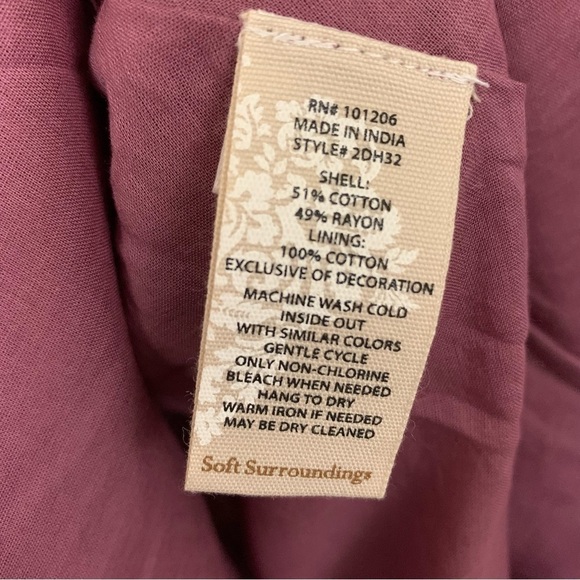 RN# 101206
MADE IN INDIA
STYLE# 2DH32
SHELL:
51% COTTON
49% RAYON
LINING:
100% COTTON
EXCLUSIVE OF DECORATION
MACHINE WASH COLD
INSIDE OUT
WITH SIMILAR COLORS
GENTLE CYCLE
ONLY NON-CHLORINE
BLEACH WHEN NEEDED
HANG TO DRY
WARM IRON IF NEEDED
MAY BE DRY CLEANED
Soft Surroundings